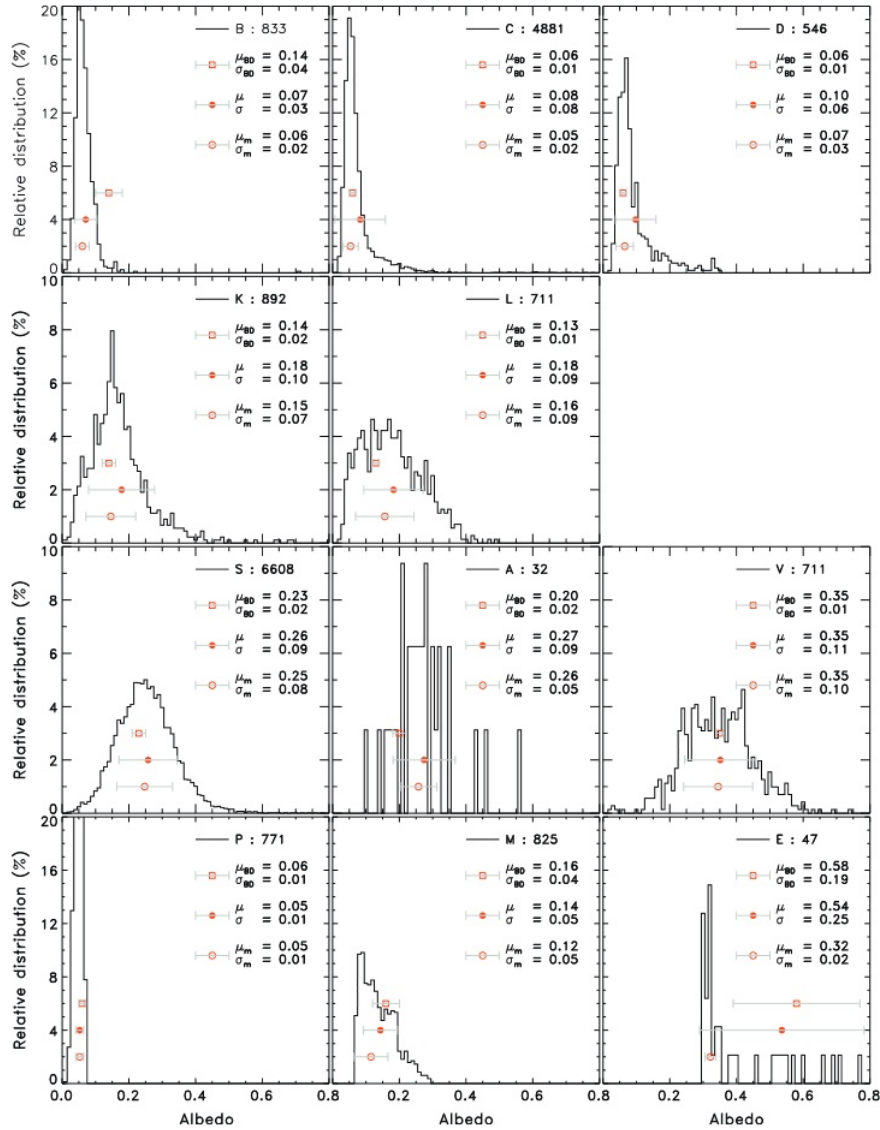 B : 833
μBD = 0.14
σBD = 0.04
μ = 0.07
σ = 0.03
μm = 0.06
σm = 0.02
C : 4881
μBD = 0.06
σBD = 0.01
μ = 0.08
σ = 0.08
μm = 0.05
σm = 0.02
D : 546
μBD = 0.06
σBD = 0.01
μ = 0.10
σ = 0.06
μm = 0.07
σm = 0.03
Relative distribution (%)
20
16
12
8
4
0
K : 892
μBD = 0.14
σBD = 0.02
μ = 0.18
σ = 0.10
μm = 0.15
σm = 0.07
L : 711
μBD = 0.13
σBD = 0.01
μ = 0.18
σ = 0.09
μm = 0.16
σm = 0.09
Relative distribution (%)
10
8
6
4
2
0
S : 6608
μBD = 0.23
σBD = 0.02
μ = 0.26
σ = 0.09
μm = 0.25
σm = 0.08
A : 32
μBD = 0.20
σBD = 0.02
μ = 0.27
σ = 0.09
μm = 0.26
σm = 0.05
V : 711
μBD = 0.35
σBD = 0.01
μ = 0.35
σ = 0.11
μm = 0.35
σm = 0.10
Relative distribution (%)
10
8
6
4
2
0
P : 771
μBD = 0.06
σBD = 0.01
μ = 0.05
σ = 0.01
μm = 0.05
σm = 0.01
M : 825
μBD = 0.16
σBD = 0.04
μ = 0.14
σ = 0.05
μm = 0.12
σm = 0.05
E : 47
μBD = 0.58
σBD = 0.19
μ = 0.54
σ = 0.25
μm = 0.32
σm = 0.02
Relative distribution (%)
20
16
12
8
4
0
0.0 0.2 0.4 0.6 0.8 0.2 0.4 0.6 0.8 0.2 0.4 0.6 0.8
Albedo Albedo Albedo